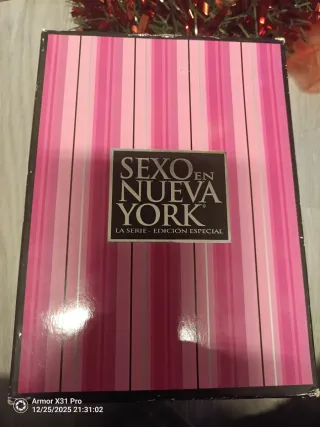 SEXO EN
NUEVA
YORK
LA SERIE - EDICIÓN ESPECIAL
Armor X31 Pro
12/25/2025 21:31:02